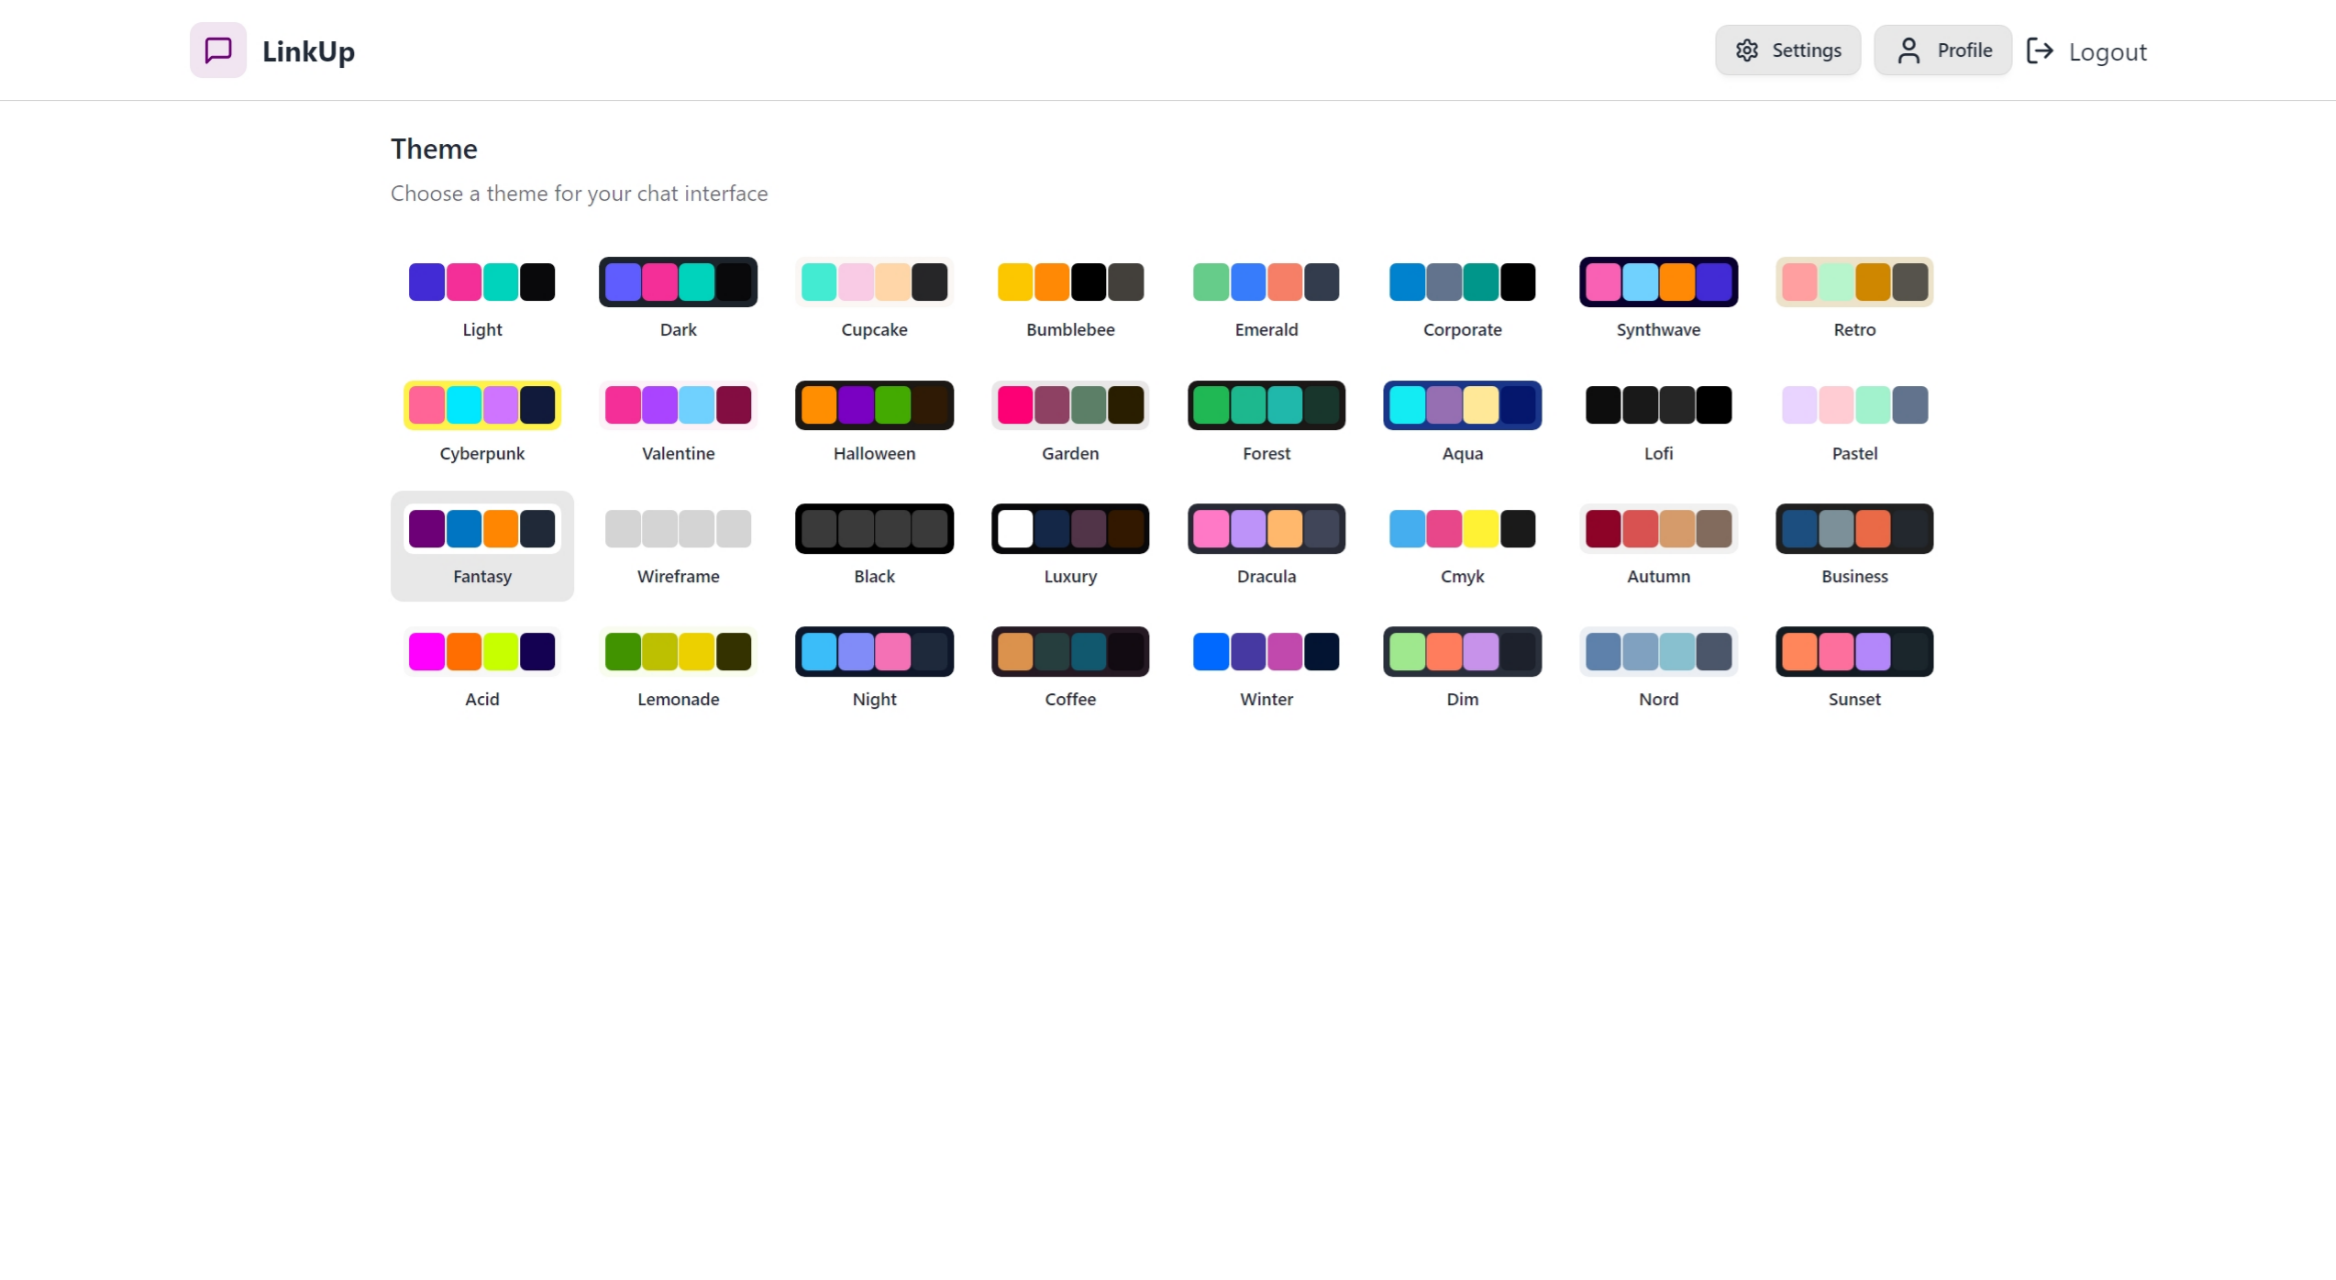 LinkUp
Settings
Profile
Logout
Theme
Choose a theme for your chat interface
Light
Dark
Cupcake
Bumblebee
Emerald
Corporate
Synthwave
Retro
Cyberpunk
Valentine
Halloween
Garden
Forest
Aqua
Lofi
Pastel
Fantasy
Wireframe
Black
Luxury
Dracula
Cmyk
Autumn
Business
Acid
Lemonade
Night
Coffee
Winter
Dim
Nord
Sunset